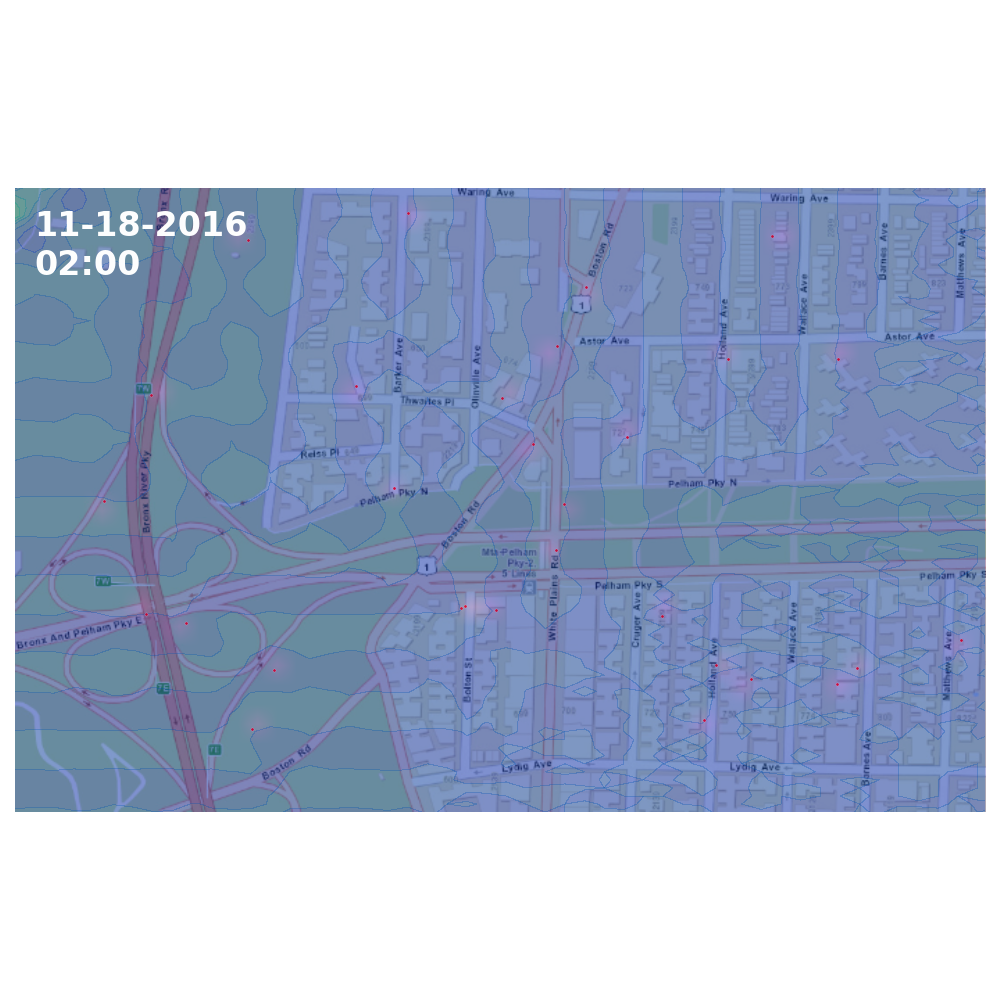 11-18-2016
02:00
Waring Ave
Waring Ave
Boston Rd
1
Barnes Ave
Matthews Ave
Wallace Ave
Holland Ave
Astor Ave
Astor Ave
7W
Barker Ave
Olinville Ave
Thwaites Pl
Reiss Pl
Bronx River Pky
Pelham Pky N
Pelham Pky N
Boston Rd
1
Mta-Pelham
Pky-2,
5 Lines
White Plains Rd
Pelham Pky S
Pelham Pky S
7W
Bronx And Pelham Pky E
Cruger Ave
Wallace Ave
Holland Ave
Matthews Ave
Bolton St
7E
7E
Boston Rd
Lydig Ave
Lydig Ave
Barnes Ave